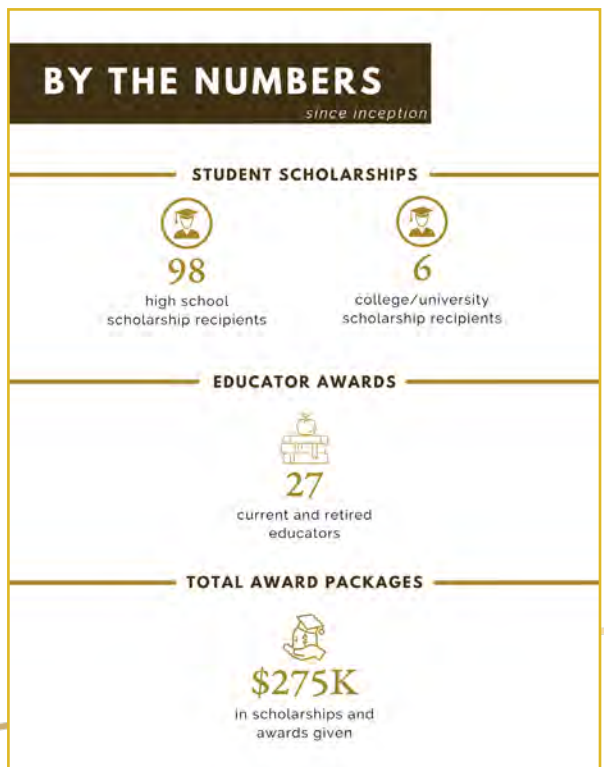 BY THE NUMBERS
since inception
STUDENT SCHOLARSHIPS
98
high school
scholarship recipients
6
college/university
scholarship recipients
EDUCATOR AWARDS
27
current and retired
educators
TOTAL AWARD PACKAGES
$275K
in scholarships and
awards given